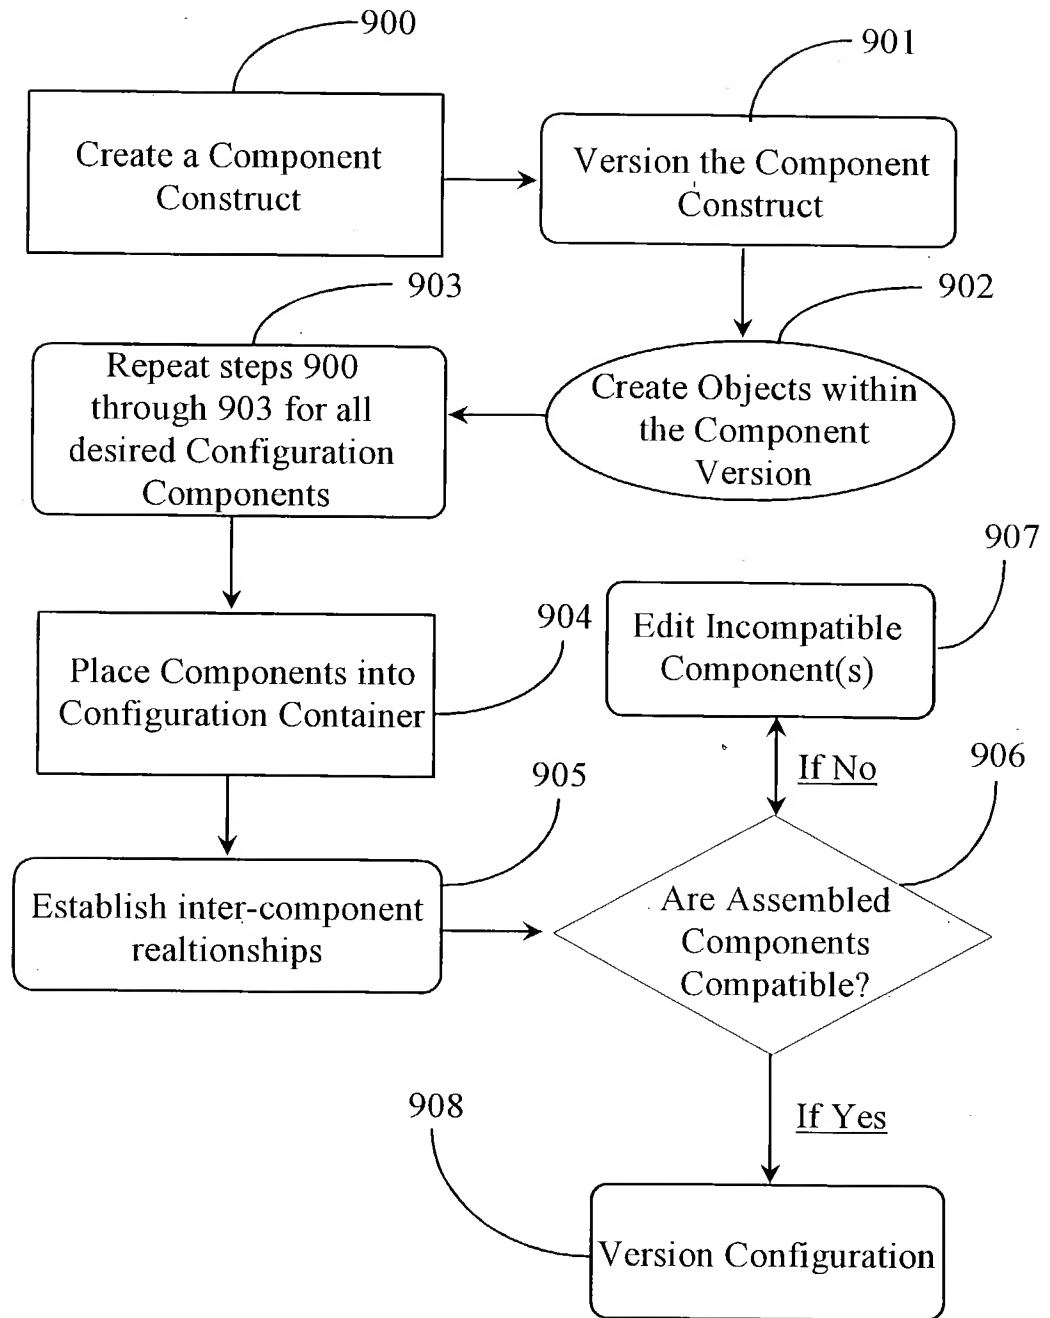 900
901
Create a Component
Construct
Version the Component
Construct
903
902
Repeat steps 900
through 903 for all
desired Configuration
Components
Create Objects within
the Component
Version
907
904
Edit Incompatible
Component(s)
Place Components into
Configuration Container
905
If No
906
Establish inter-component
realtionships
Are Assembled
Components
Compatible?
908
If Yes
Version Configuration